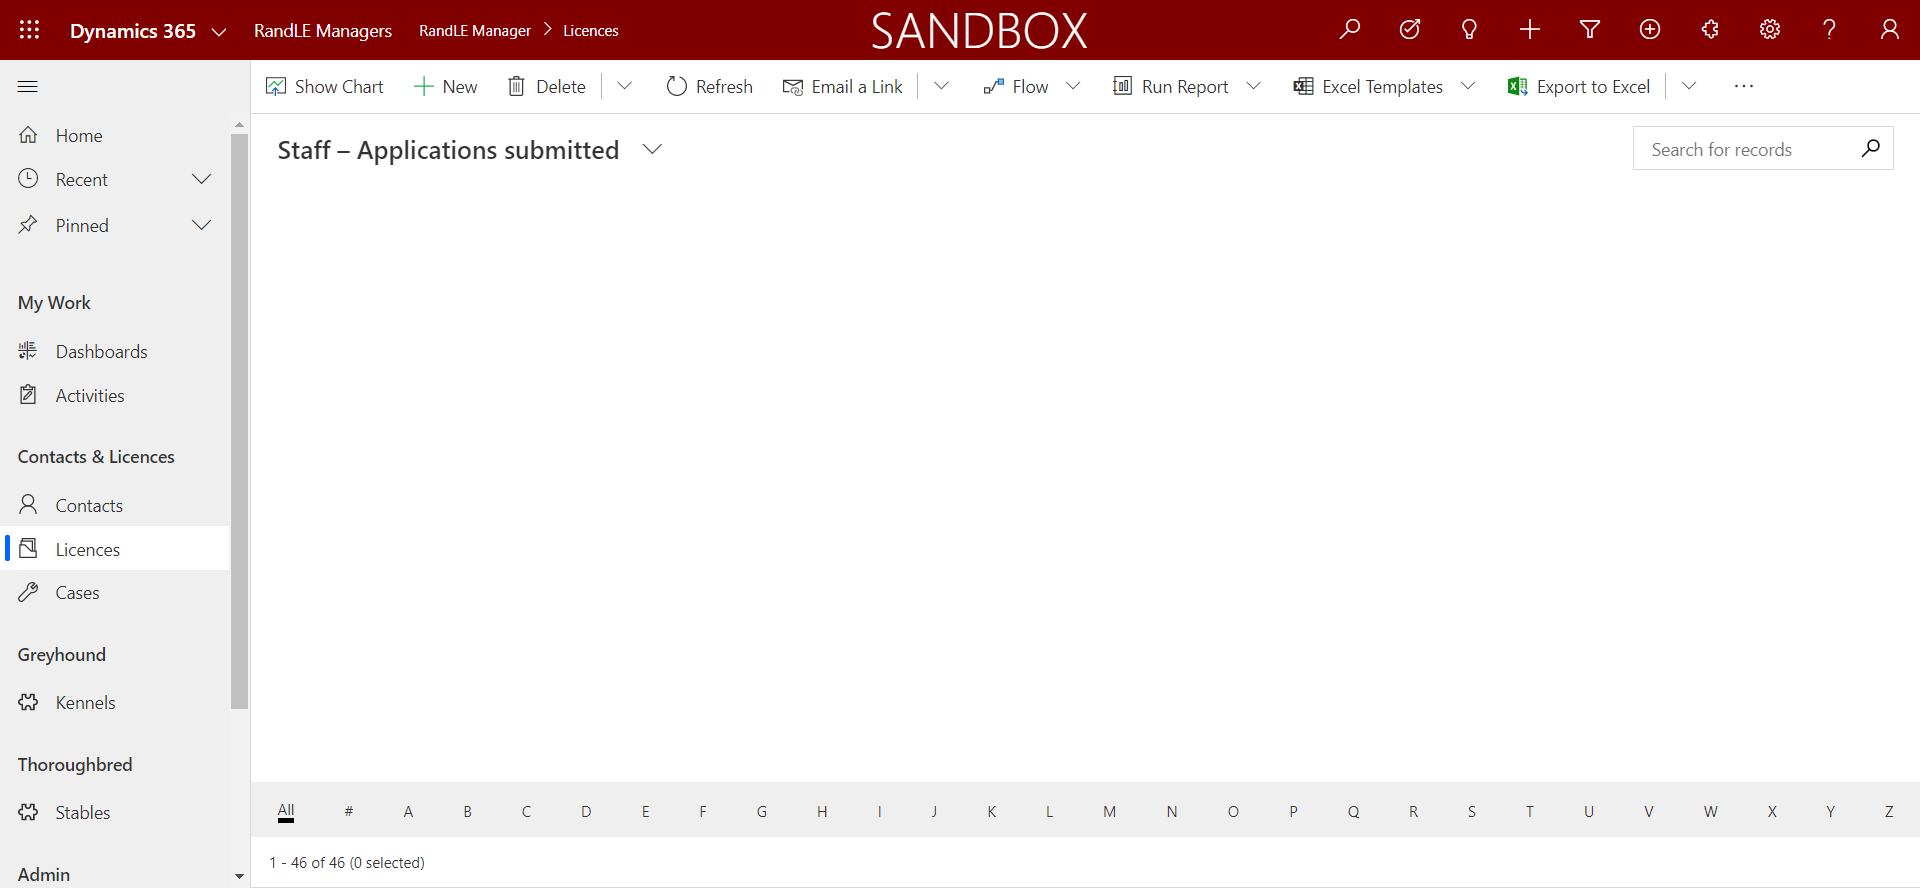 Dynamics 365 RandLE Managers RandLE Manager Licences SANDBOX
Show Chart New Delete Refresh Email a Link Flow Run Report Excel Templates Export to Excel
Staff – Applications submitted
Search for records
Home
Recent
Pinned
My Work
Dashboards
Activities
Contacts & Licences
Contacts
Licences
Cases
Greyhound
Kennels
Thoroughbred
Stables
Admin
All # A B C D E F G H I J K L M N O P Q R S T U V W X Y Z
1 - 46 of 46 (0 selected)